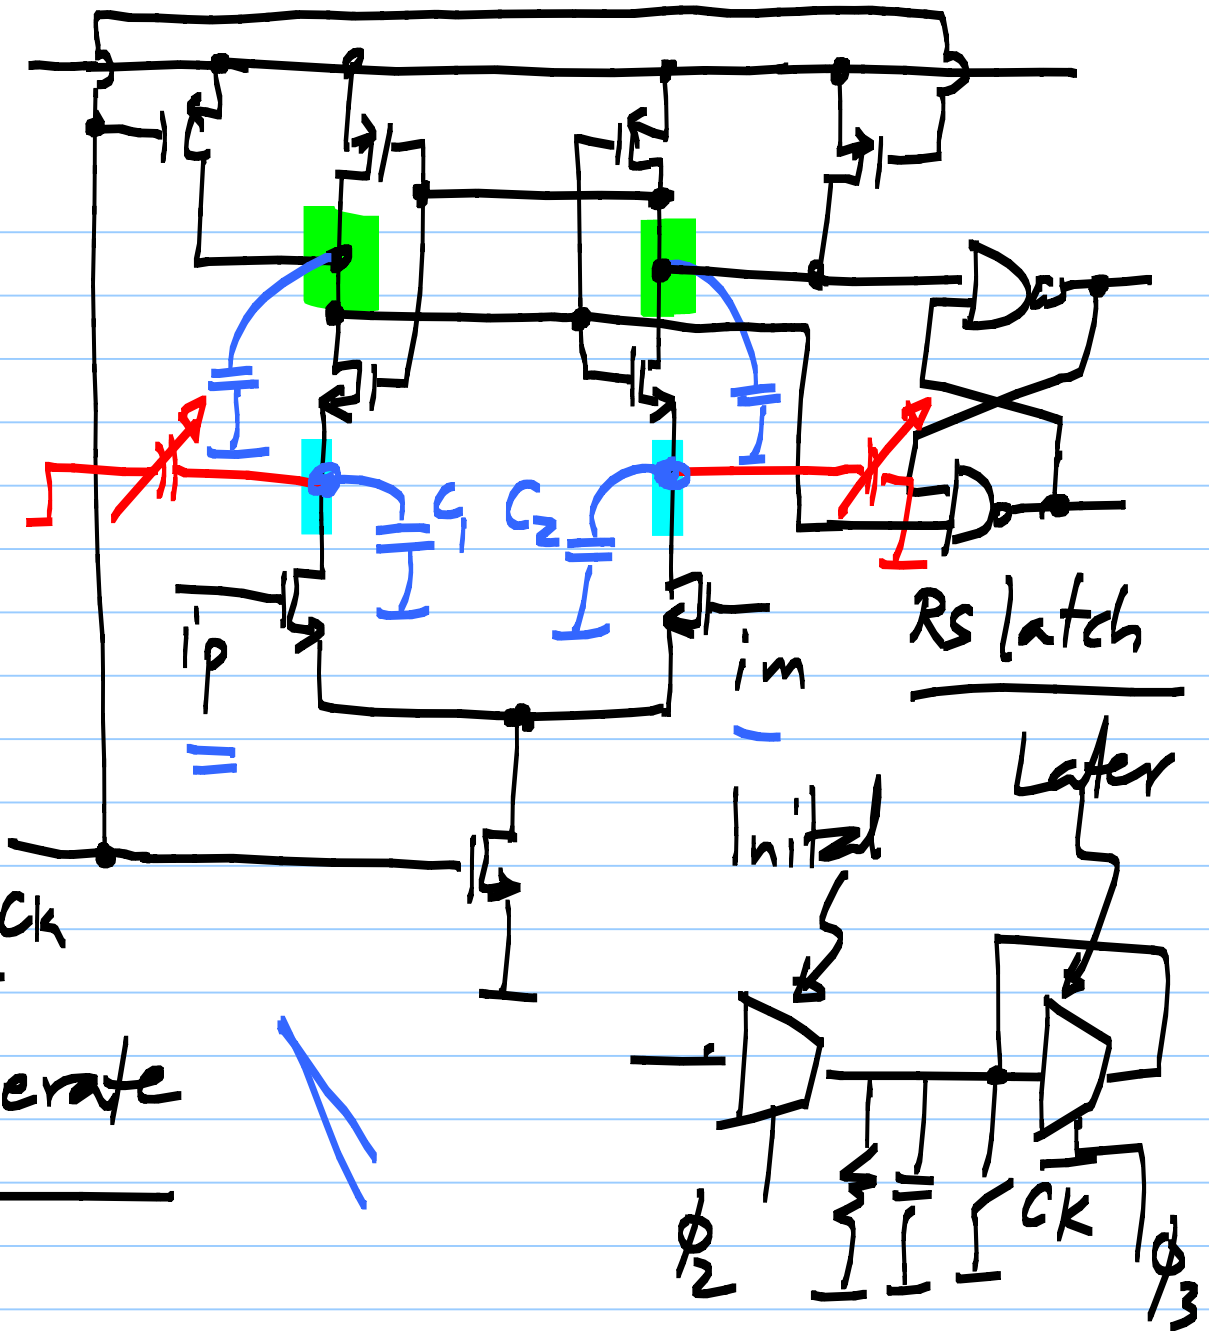 C1 C2
ip
im
Rs latch
Later
Initial
Ck
erate
CK
φ2
φ3